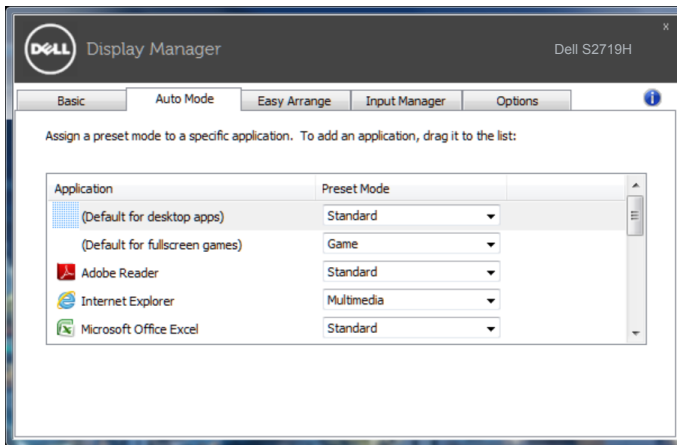 x
DELL Display Manager Dell S2719H
Basic Auto Mode Easy Arrange Input Manager Options
Assign a preset mode to a specific application. To add an application, drag it to the list:
Application Preset Mode
(Default for desktop apps) Standard
(Default for fullscreen games) Game
Adobe Reader Standard
Internet Explorer Multimedia
Microsoft Office Excel Standard